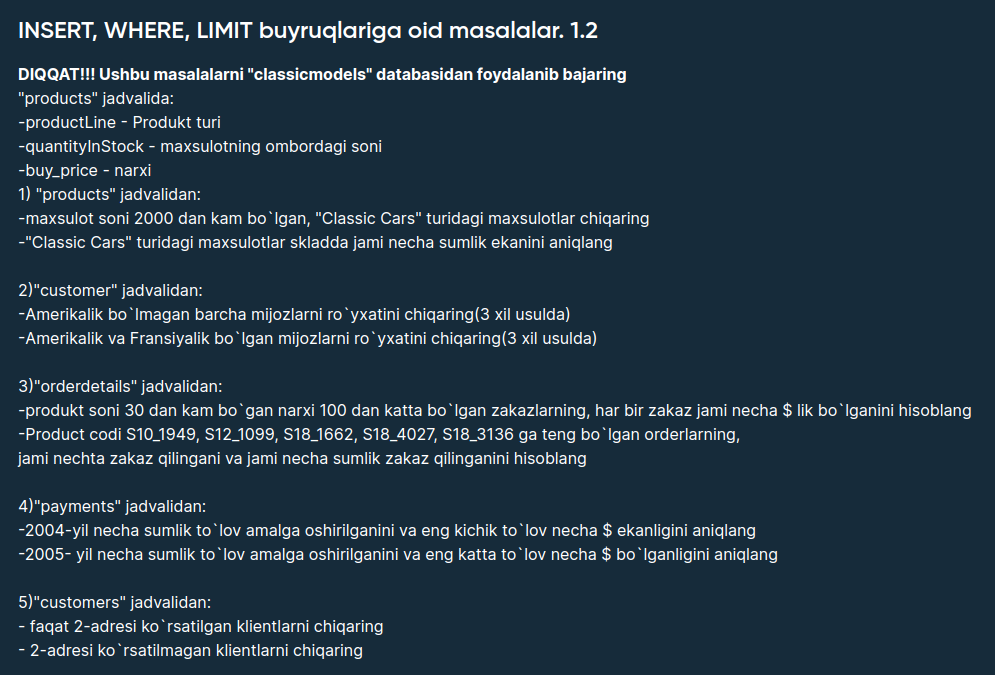 INSERT, WHERE, LIMIT buyruqlariga oid masalalar. 1.2
DIQQAT!!! Ushbu masalalarni "classicmodels" databasidan foydalanib bajaring
"products" jadvalida:
-productLine - Produkt turi
-quantityInStock - maxsulotning ombordagi soni
-buy_price - narxi
1) "products" jadvalidan:
-maxsulot soni 2000 dan kam bo`lgan, "Classic Cars" turidagi maxsulotlar chiqaring
-"Classic Cars" turidagi maxsulotlar skladda jami necha sumlik ekanini aniqlang
2)"customer" jadvalidan:
-Amerikalik bo`lmagan barcha mijozlarni ro`yxatini chiqaring(3 xil usulda)
-Amerikalik va Fransiyalik bo`lgan mijozlarni ro`yxatini chiqaring(3 xil usulda)
3)"orderdetails" jadvalidan:
-produkt soni 30 dan kam bo`gan narxi 100 dan katta bo`lgan zakazlarning, har bir zakaz jami necha $ lik bo`lganini hisoblang
-Product codi S10_1949, S12_1099, S18_1662, S18_4027, S18_3136 ga teng bo`lgan orderlarning,
jami nechta zakaz qilingani va jami necha sumlik zakaz qilinganini hisoblang
4)"payments" jadvalidan:
-2004-yil necha sumlik to`lov amalga oshirilganini va eng kichik to`lov necha $ ekanligini aniqlang
-2005- yil necha sumlik to`lov amalga oshirilganini va eng katta to`lov necha $ bo`lganligini aniqlang
5)"customers" jadvalidan:
- faqat 2-adresi ko`rsatilgan klientlarni chiqaring
- 2-adresi ko`rsatilmagan klientlarni chiqaring